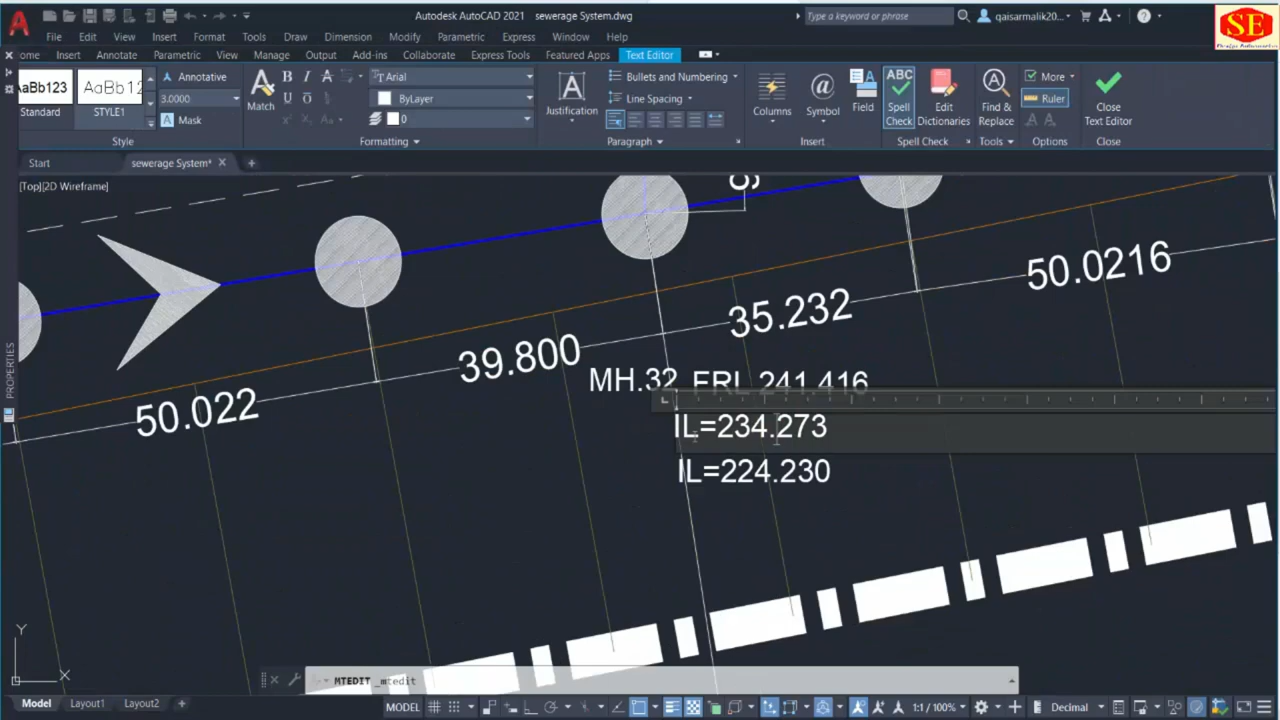 Autodesk AutoCAD 2021 sewerage System.dwg
Type a keyword or phrase
qaisarmalik20...
SE
File Edit View Insert Format Tools Draw Dimension Modify Parametric Express Window Help
ome Insert Annotate Parametric View Manage Output Add-ins Collaborate Express Tools Featured Apps Text Editor
AaBb123 AaBb12
Standard STYLE1
Annotative
3.0000
Mask
Style
Match
B I A
U O
Arial
ByLayer
0
Formatting
Justification
Bullets and Numbering
Line Spacing
Paragraph
Columns
Symbol
Field
Insert
ABC
Spell Check
Edit Dictionaries
Spell Check
Find & Replace
Tools
More
Ruler
Options
Close Text Editor
Close
Start sewerage System*
[Top][2D Wireframe]
50.0216
35.232
39.800
50.022
MH.32 FRL 241.416
IL=234.273
IL=224.230
PROPERTIES
Y
X
MTEDIT _mtedit
Model Layout1 Layout2
MODEL 1:1 / 100% Decimal